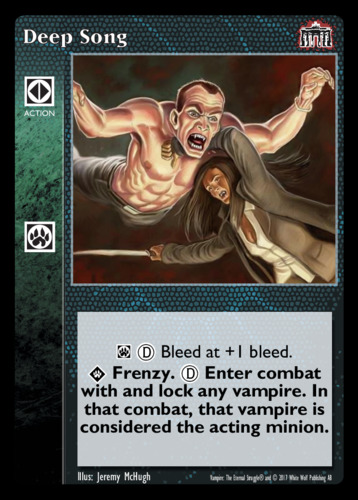 Deep Song
ACTION
D Bleed at +1 bleed.
Frenzy. D Enter combat
with and lock any vampire. In
that combat, that vampire is
considered the acting minion.
Illus: Jeremy McHugh
Vampire: The Eternal Struggle® and © 2017 White Wolf Publishing AB